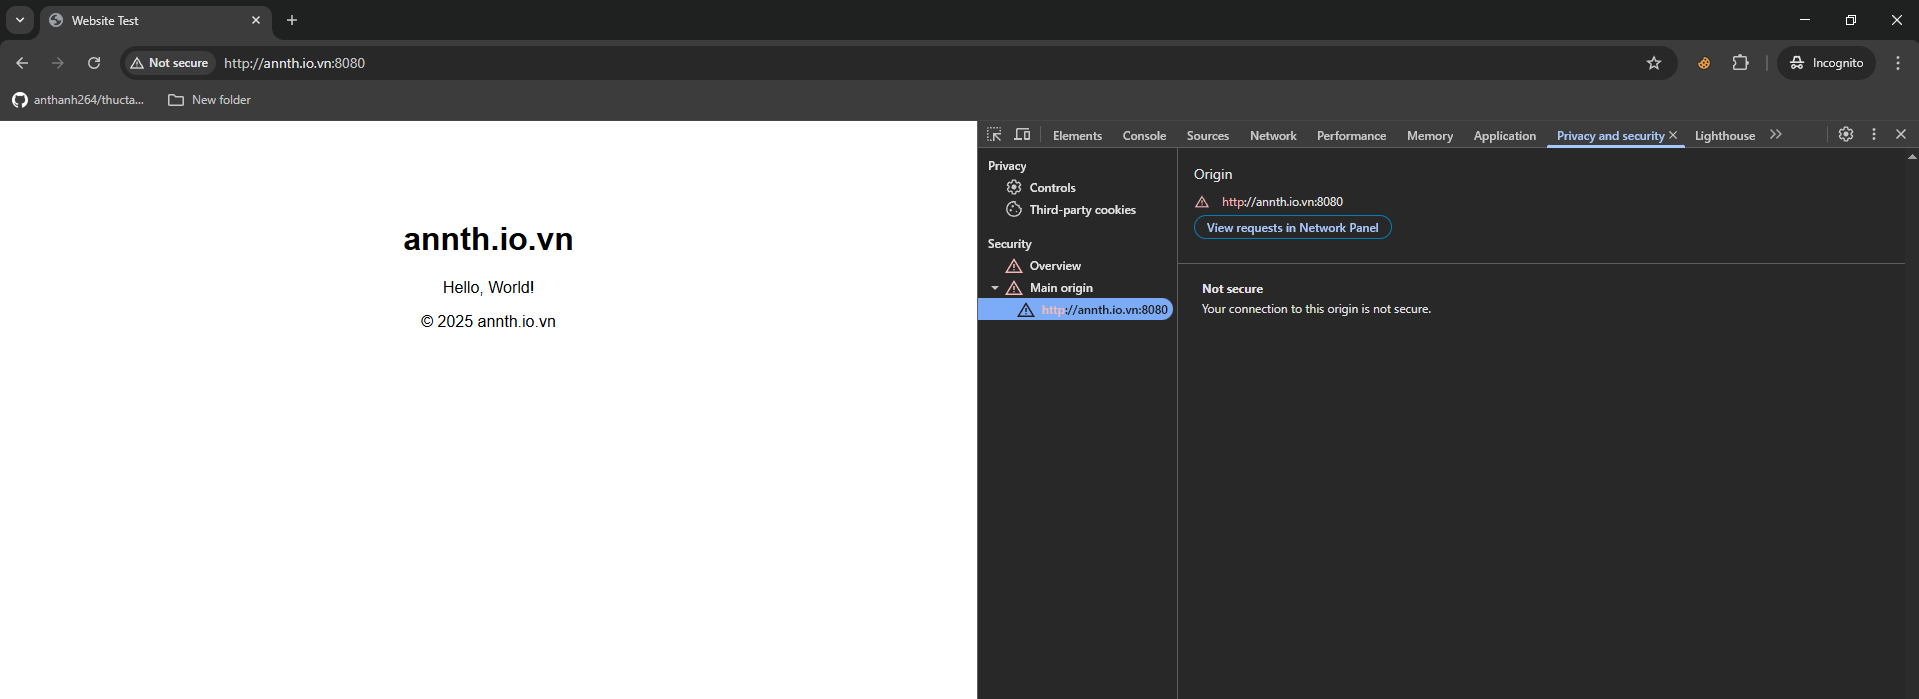 Website Test
Not secure
http://annth.io.vn:8080
Incognito
anthanh264/thucta...
New folder
annth.io.vn
Hello, World!
© 2025 annth.io.vn
Elements
Console
Sources
Network
Performance
Memory
Application
Privacy and security
Lighthouse
Privacy
Controls
Third-party cookies
Security
Overview
Main origin
http://annth.io.vn:8080
Origin
http://annth.io.vn:8080
View requests in Network Panel
Not secure
Your connection to this origin is not secure.